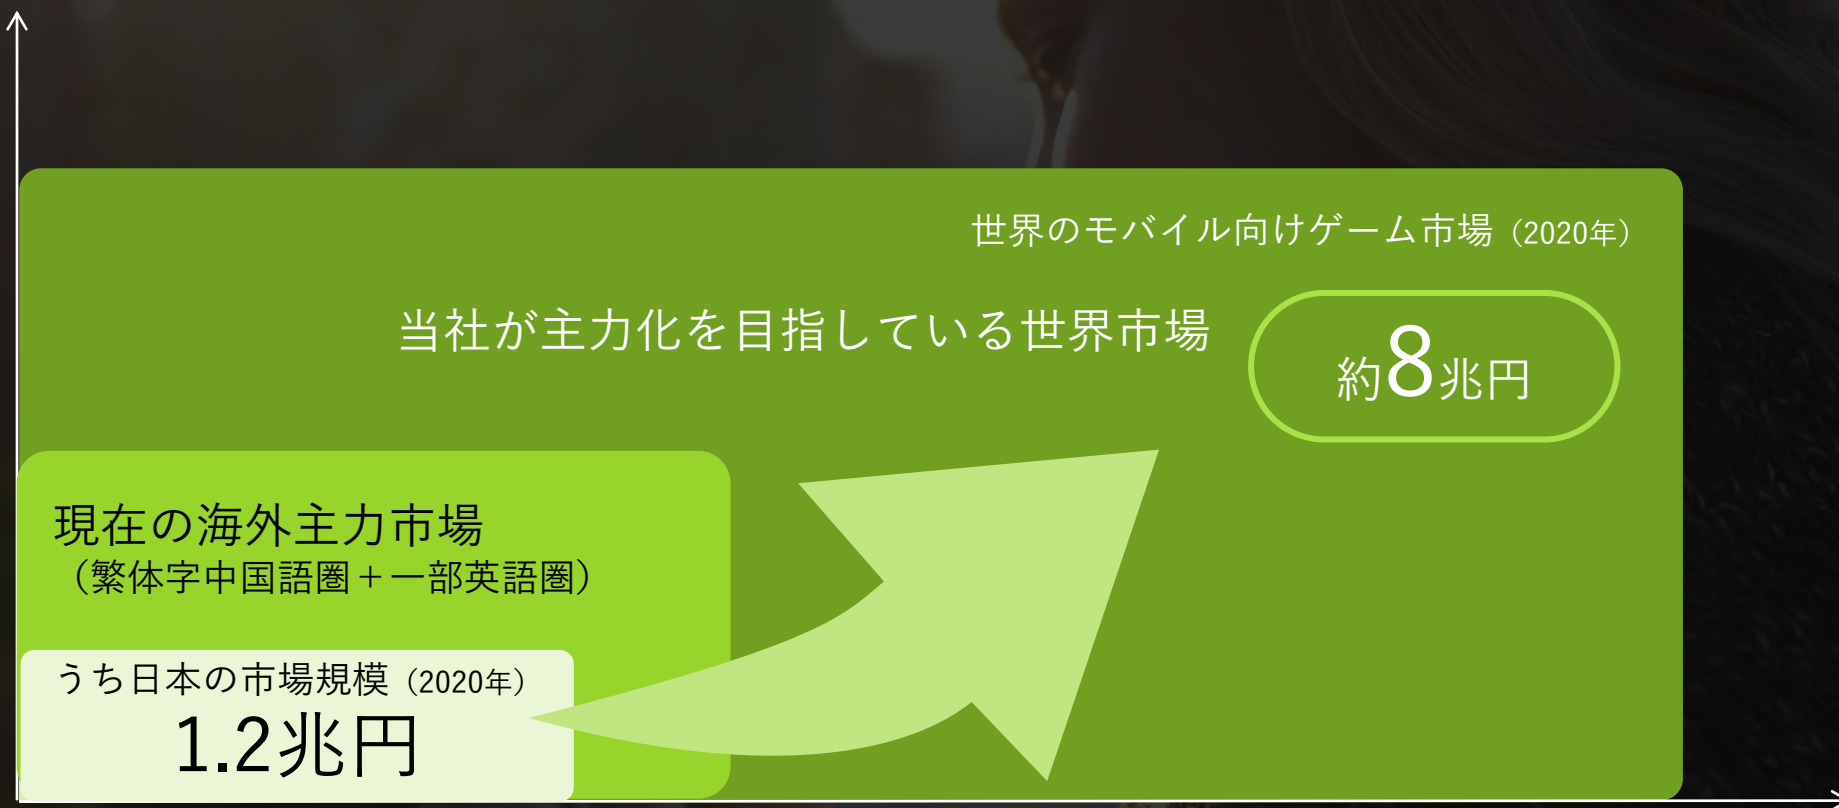 世界のモバイル向けゲーム市場（2020年）
当社が主力化を目指している世界市場
約8兆円
現在の海外主力市場
（繁体字中国語圏＋一部英語圏）
うち日本の市場規模（2020年）
1.2兆円